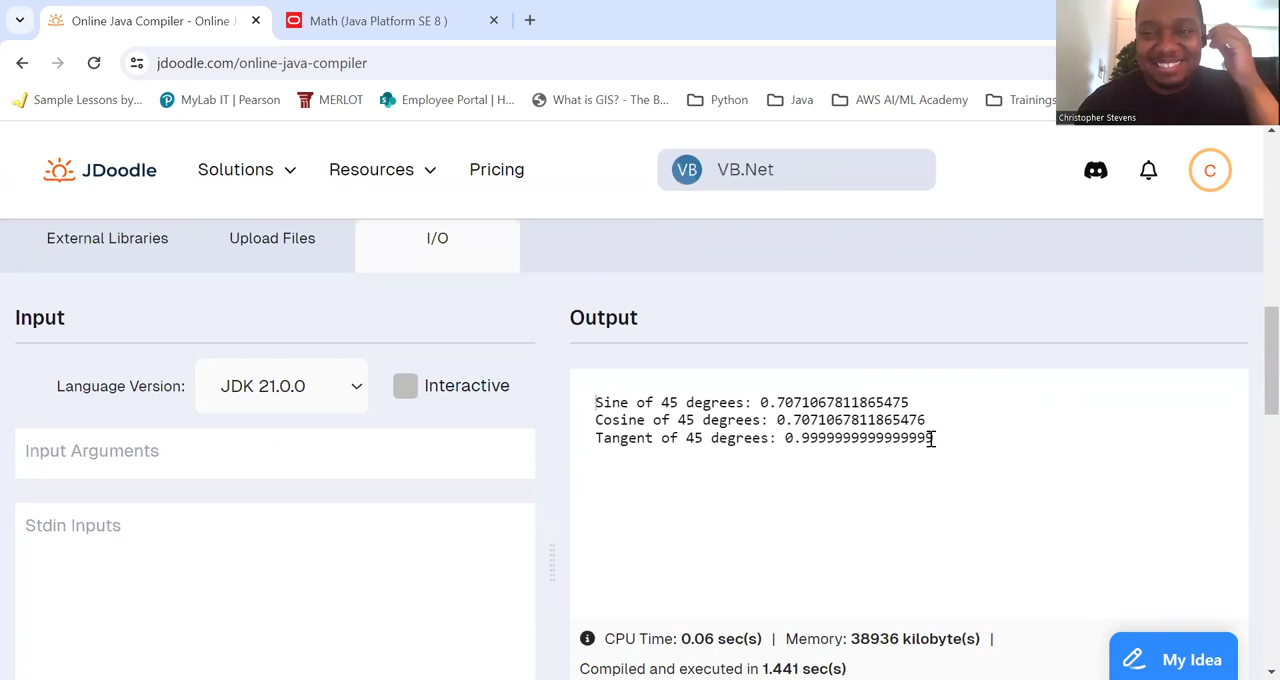 Online Java Compiler - Online J
Math (Java Platform SE 8 )
jdoodle.com/online-java-compiler
Sample Lessons by...
MyLab IT | Pearson
MERLOT
Employee Portal | H...
What is GIS? - The B...
Python
Java
AWS AI/ML Academy
Trainings
Christopher Stevens
JDoodle
Solutions
Resources
Pricing
VB
VB.Net
C
External Libraries
Upload Files
I/O
Input
Output
Language Version:
JDK 21.0.0
Interactive
Input Arguments
Stdin Inputs
Sine of 45 degrees: 0.7071067811865475
Cosine of 45 degrees: 0.7071067811865476
Tangent of 45 degrees: 0.9999999999999999
CPU Time: 0.06 sec(s) | Memory: 38936 kilobyte(s) |
Compiled and executed in 1.441 sec(s)
My Idea